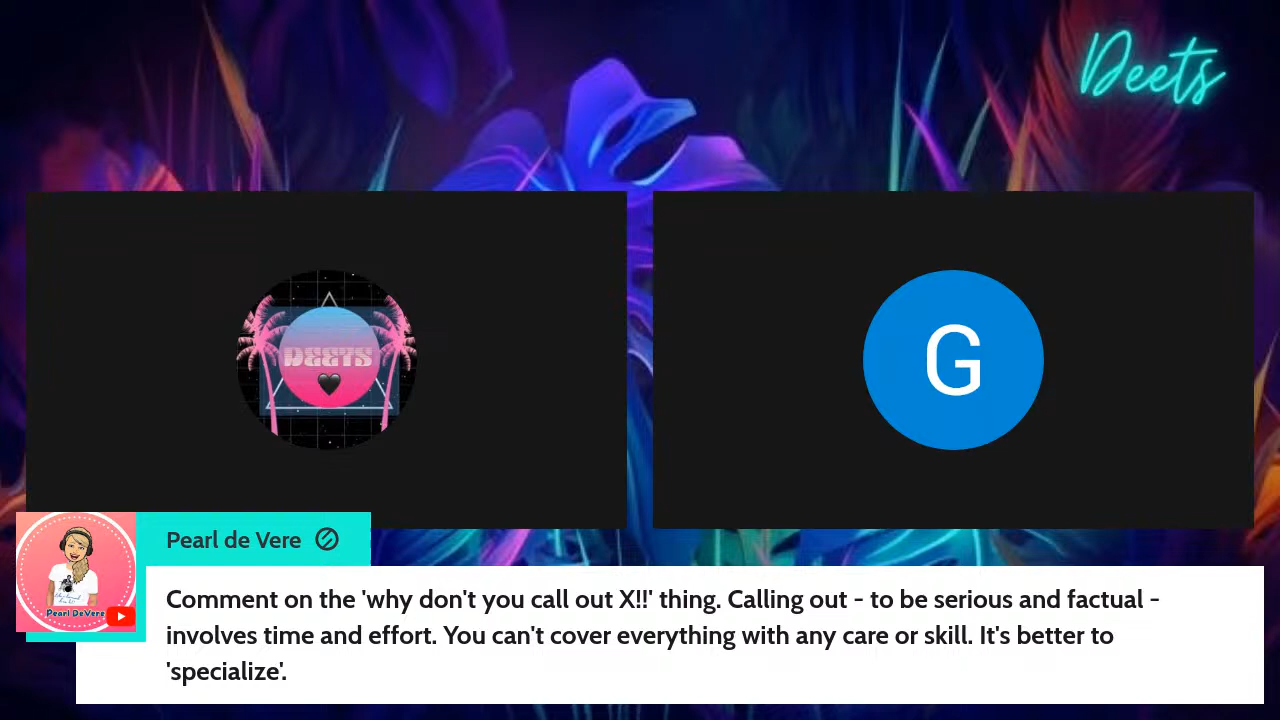 Deets
DEETS
G
Pearl de Vere
Pearl DeVere
Comment on the 'why don't you call out X!!' thing. Calling out - to be serious and factual -
involves time and effort. You can't cover everything with any care or skill. It's better to
'specialize'.